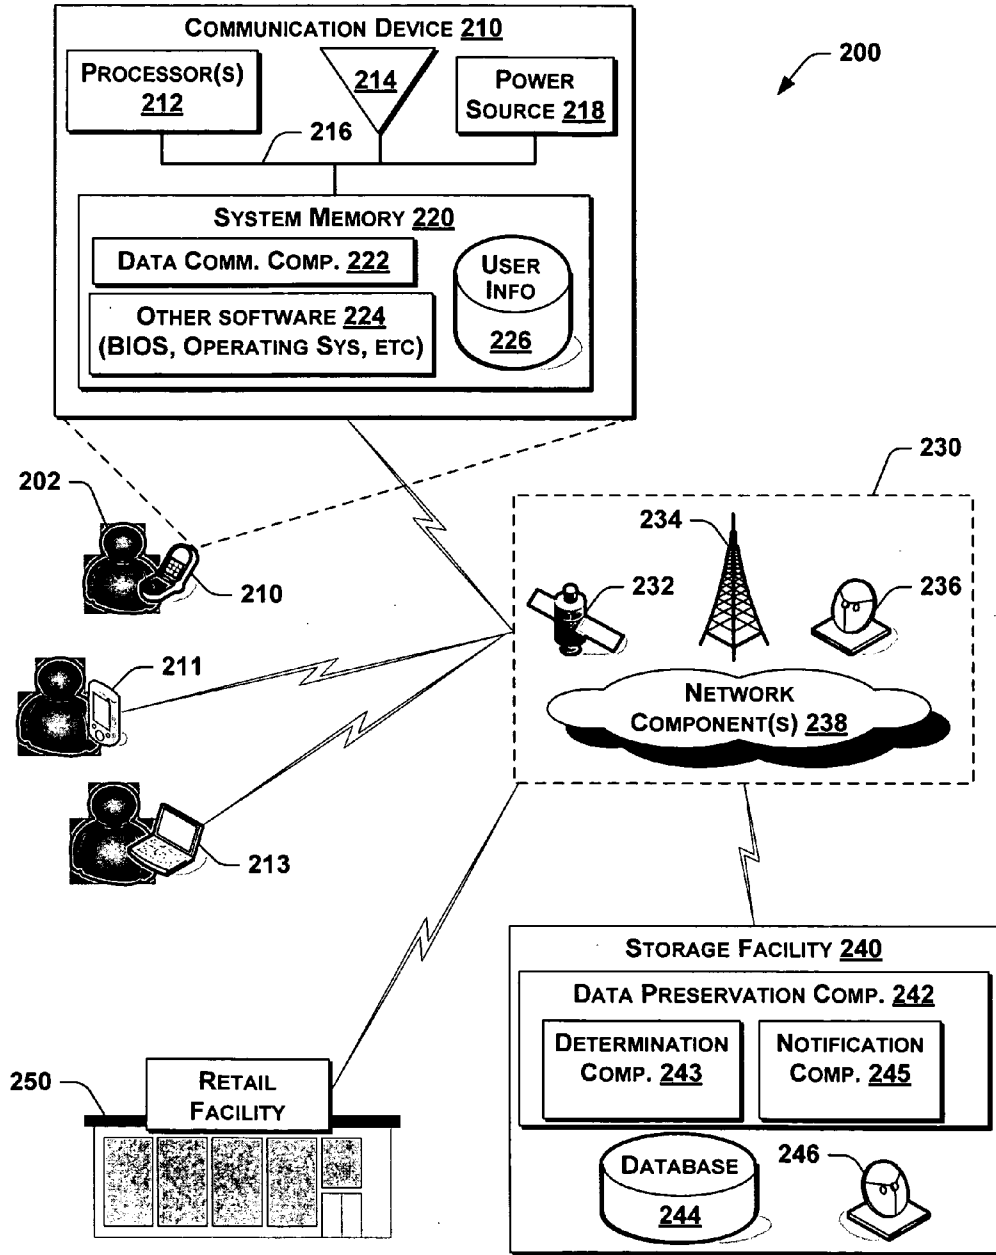 COMMUNICATION DEVICE 210
200
PROCESSOR(S)
212
214
POWER
SOURCE 218
216
SYSTEM MEMORY 220
DATA COMM. COMP. 222
OTHER SOFTWARE 224
(BIOS, OPERATING SYS, ETC)
USER
INFO
226
202
210
211
213
230
234
232
236
NETWORK
COMPONENT(S) 238
STORAGE FACILITY 240
DATA PRESERVATION COMP. 242
DETERMINATION
COMP. 243
NOTIFICATION
COMP. 245
250
RETAIL
FACILITY
DATABASE
244
246